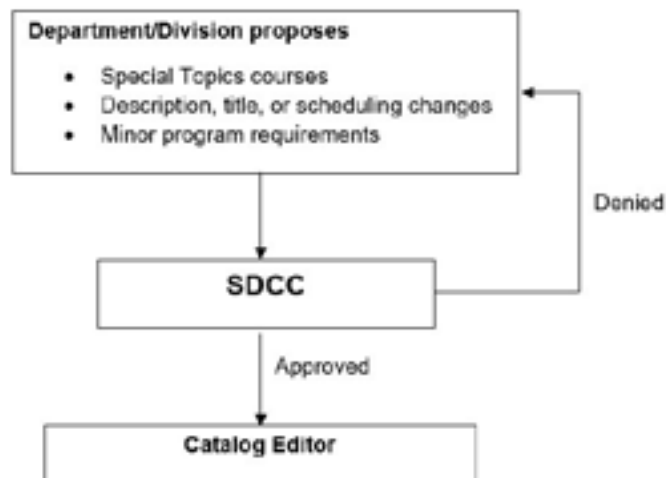 Department/Division proposes
• Special Topics courses
• Description, title, or scheduling changes
• Minor program requirements
Denied
SDCC
Approved
Catalog Editor